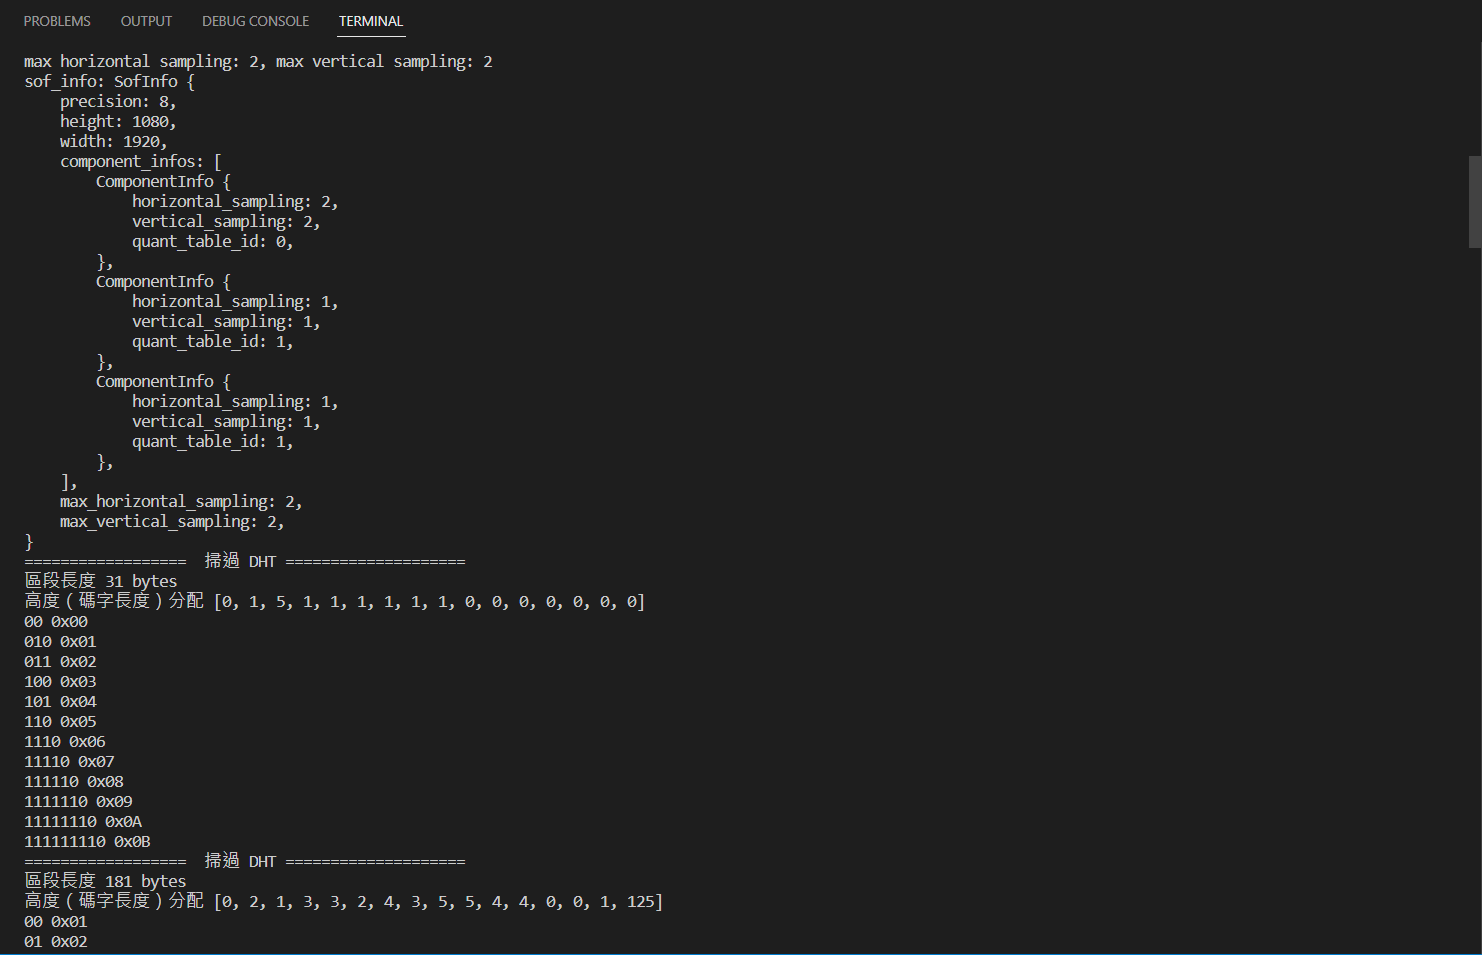 PROBLEMS OUTPUT DEBUG CONSOLE TERMINAL
max horizontal sampling: 2, max vertical sampling: 2
sof_info: SofInfo {
    precision: 8,
    height: 1080,
    width: 1920,
    component_infos: [
        ComponentInfo {
            horizontal_sampling: 2,
            vertical_sampling: 2,
            quant_table_id: 0,
        },
        ComponentInfo {
            horizontal_sampling: 1,
            vertical_sampling: 1,
            quant_table_id: 1,
        },
        ComponentInfo {
            horizontal_sampling: 1,
            vertical_sampling: 1,
            quant_table_id: 1,
        },
    ],
    max_horizontal_sampling: 2,
    max_vertical_sampling: 2,
}
================== 掃過 DHT ====================
區段長度 31 bytes
高度（碼字長度）分配 [0, 1, 5, 1, 1, 1, 1, 1, 1, 0, 0, 0, 0, 0, 0, 0]
00 0x00
010 0x01
011 0x02
100 0x03
101 0x04
110 0x05
1110 0x06
11110 0x07
111110 0x08
1111110 0x09
11111110 0x0A
111111110 0x0B
================== 掃過 DHT ====================
區段長度 181 bytes
高度（碼字長度）分配 [0, 2, 1, 3, 3, 2, 4, 3, 5, 5, 4, 4, 0, 0, 1, 125]
00 0x01
01 0x02